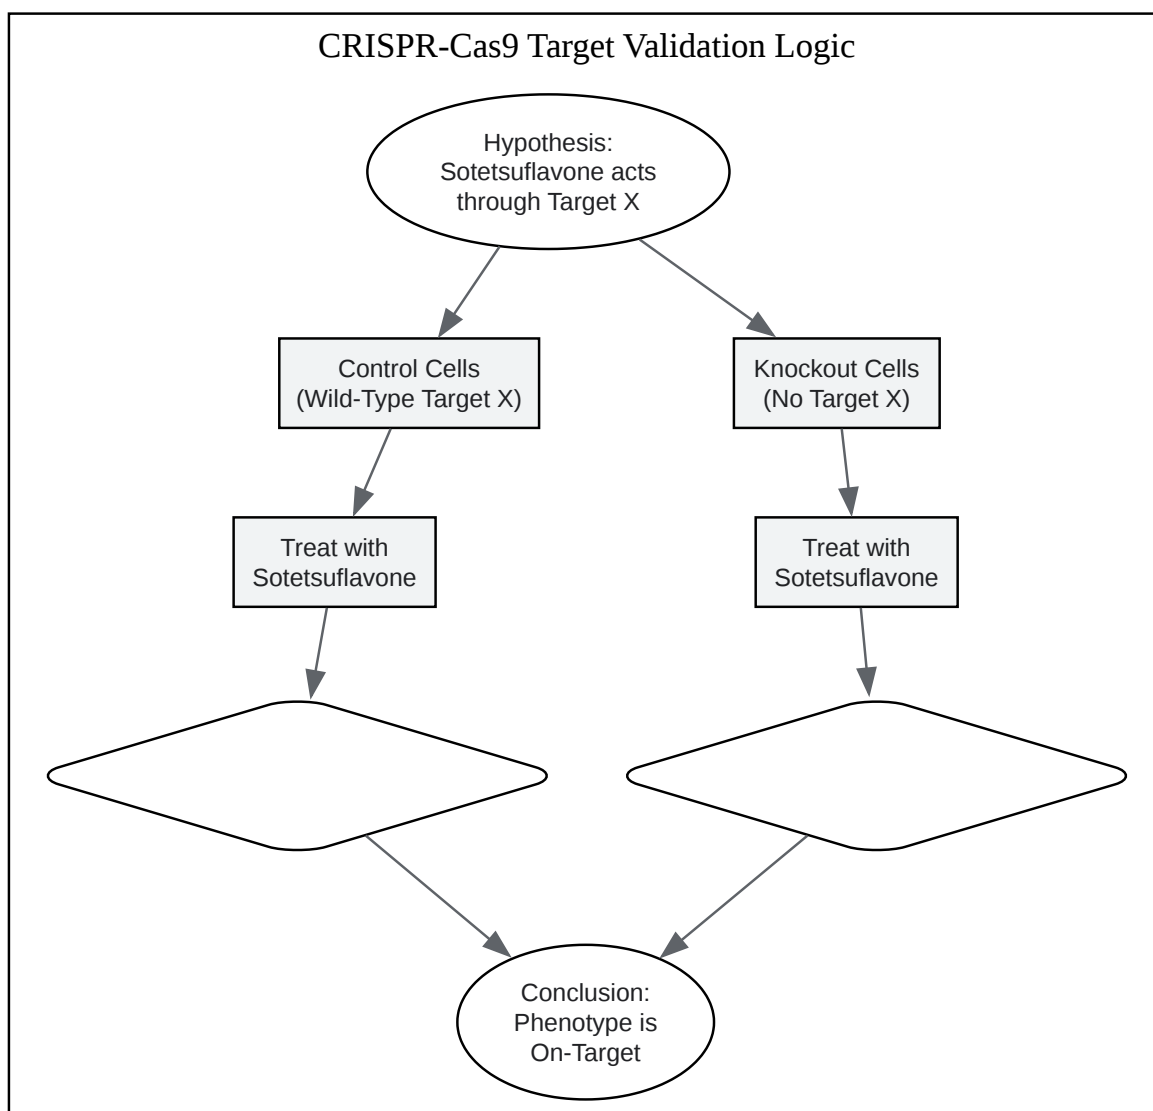 CRISPR-Cas9 Target Validation Logic
Hypothesis:
Sotetsuflavone acts
through Target X
Control Cells
(Wild-Type Target X)
Knockout Cells
(No Target X)
Treat with
Sotetsuflavone
Treat with
Sotetsuflavone
Conclusion:
Phenotype is
On-Target